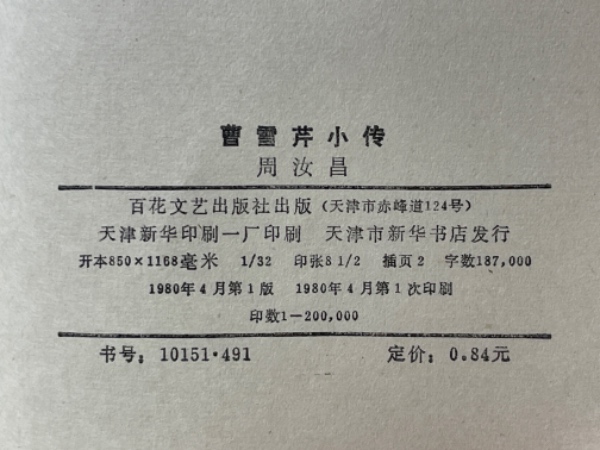 曹雪芹小传
周汝昌
百花文艺出版社出版（天津市赤峰道124号）
天津新华印刷一厂印刷 天津市新华书店发行
开本850×1168毫米 1/32 印张8 1/2 插页2 字数187,000
1980年4月第1版 1980年4月第1次印刷
印数1—200,000
书号：10151·491 定价：0.84元